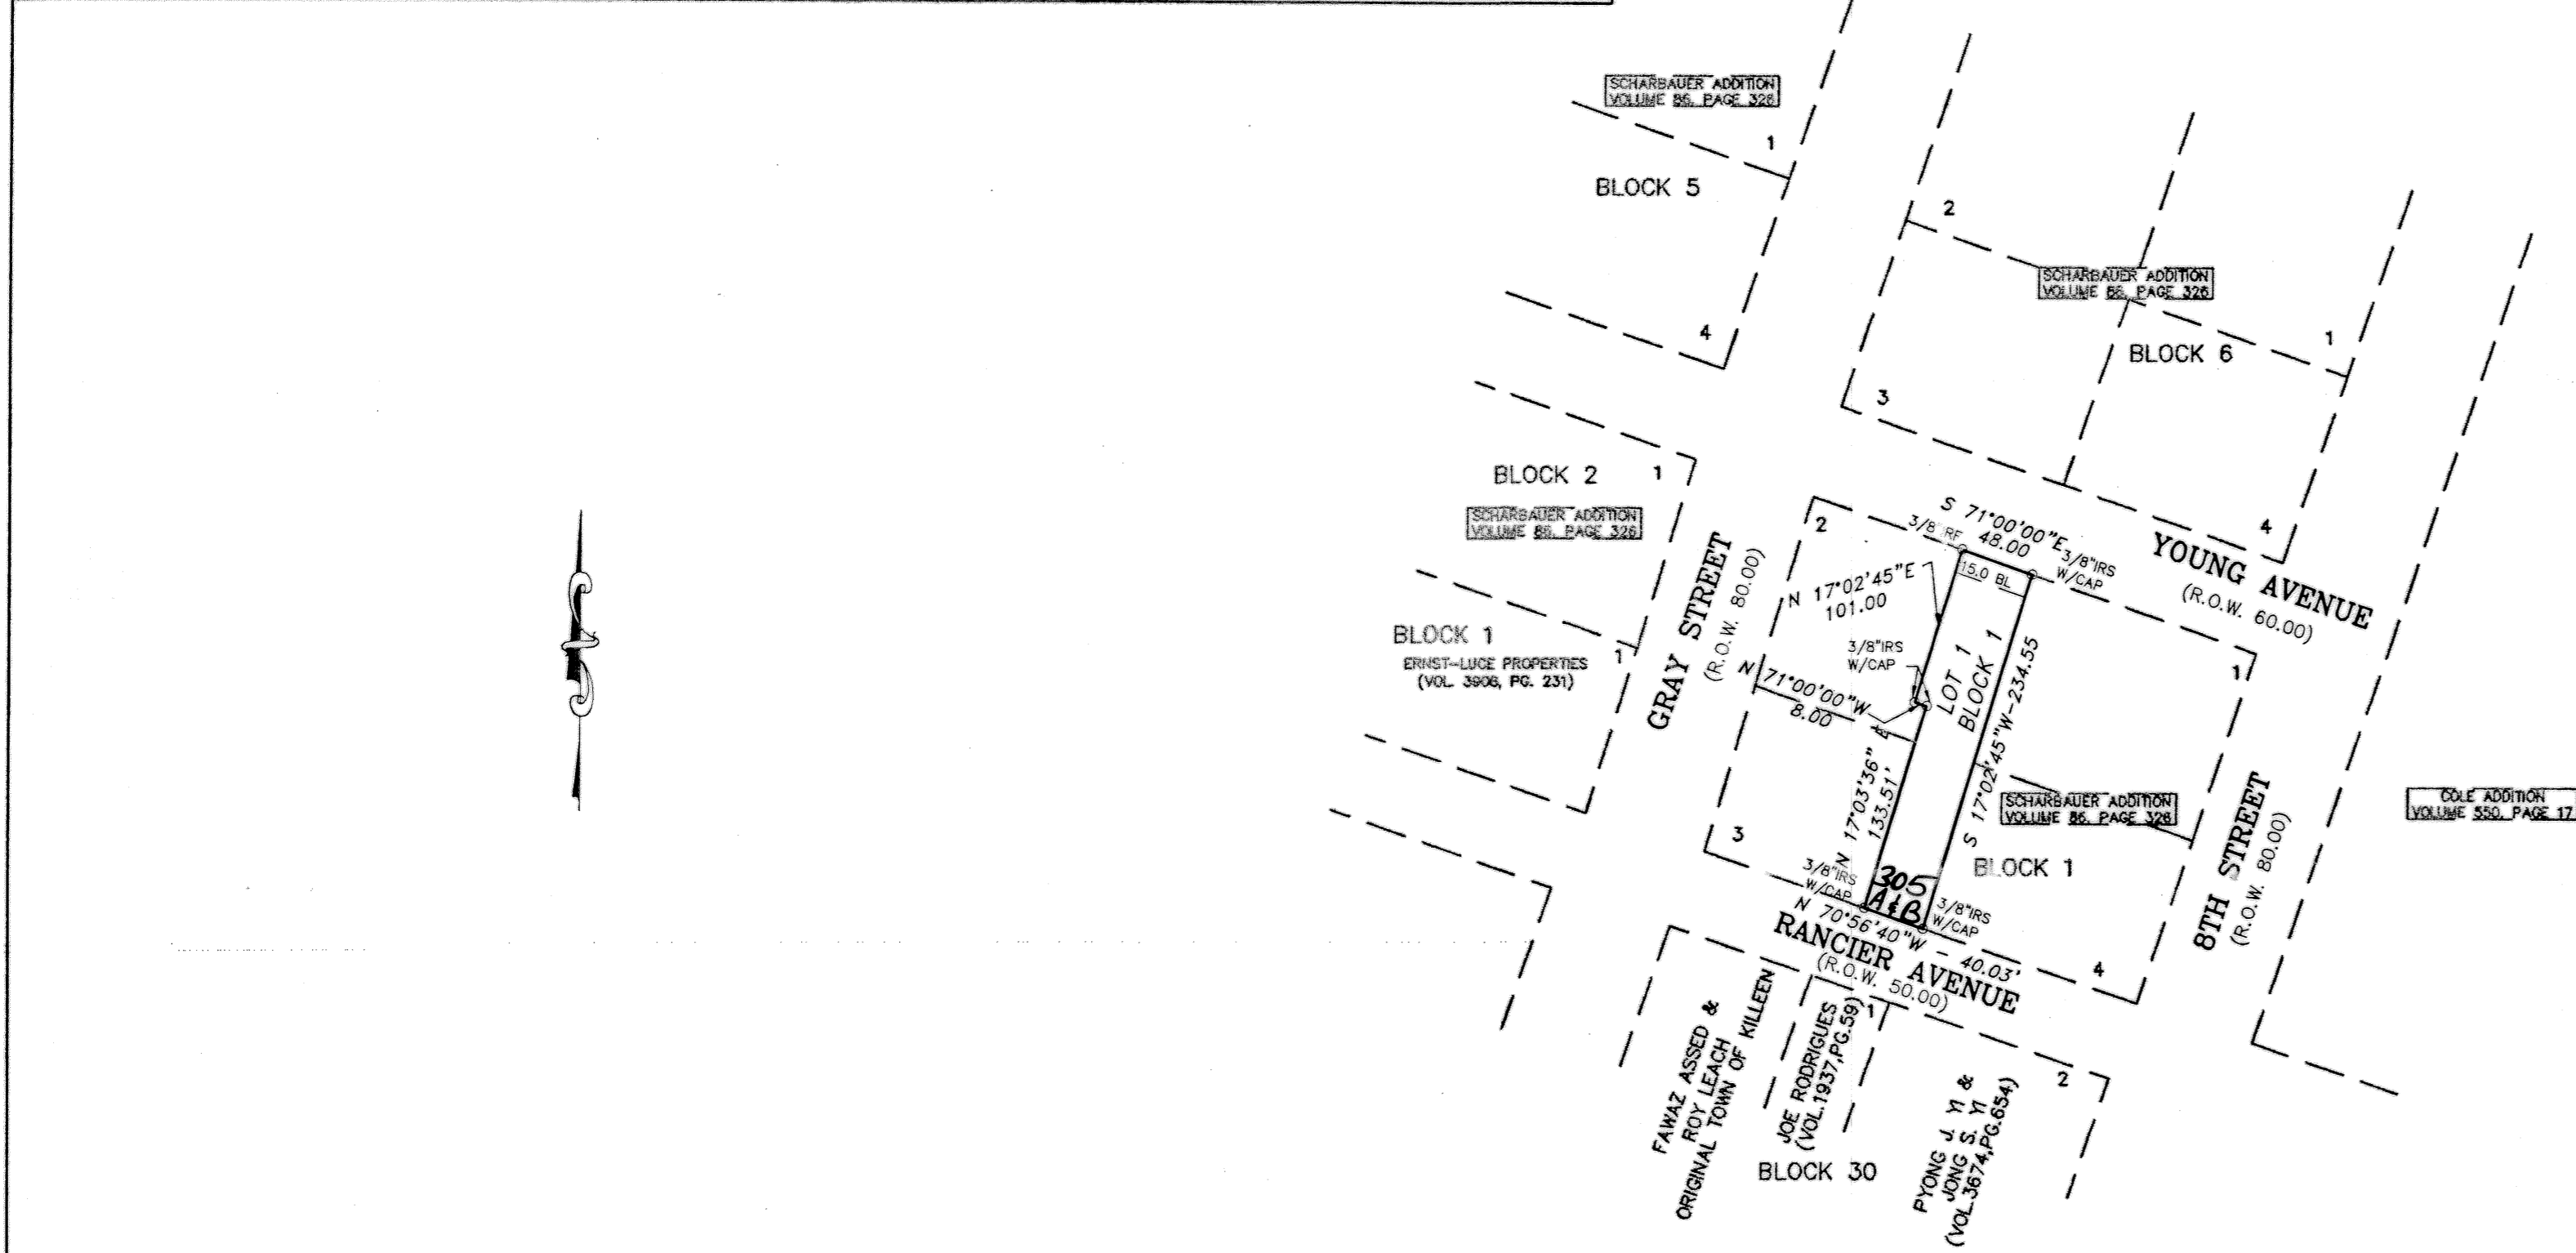 SCHARBAUER ADDITION
VOLUME 86, PAGE 326
1
BLOCK 5
4
2
SCHARBAUER ADDITION
VOLUME 86, PAGE 326
1
BLOCK 6
3
4
BLOCK 2
1
SCHARBAUER ADDITION
VOLUME 86, PAGE 326
BLOCK 1
1
ERNST-LUCE PROPERTIES
(VOL. 3906, PG. 231)
GRAY STREET
(R.O.W. 80.00)
2
S 71°00'00"E
48.00
3/8" IRF
3/8"IRS
W/CAP
15.0 BL
YOUNG AVENUE
(R.O.W. 60.00)
N 17°02'45"E
101.00
3/8"IRS
W/CAP
N 71°00'00"W
8.00
LOT 1
BLOCK 1
S 17°02'45"W-234.55
1
N 17°03'36" E
133.51'
SCHARBAUER ADDITION
VOLUME 86, PAGE 326
BLOCK 1
COLE ADDITION
VOLUME 550, PAGE 17
8TH STREET
(R.O.W. 80.00)
3
3/8"IRS
W/CAP
305
A&B
3/8"IRS
W/CAP
N 70°56'40"W - 40.03'
4
RANCIER AVENUE
(R.O.W. 50.00)
FAWAZ ASSED &
ROY LEACH
ORIGINAL TOWN OF KILLEEN
JOE RODRIGUES
(VOL.1937,PG.59)
1
BLOCK 30
2
PYONG J. YI &
JONG S. YI
(VOL.3674,PG.654)